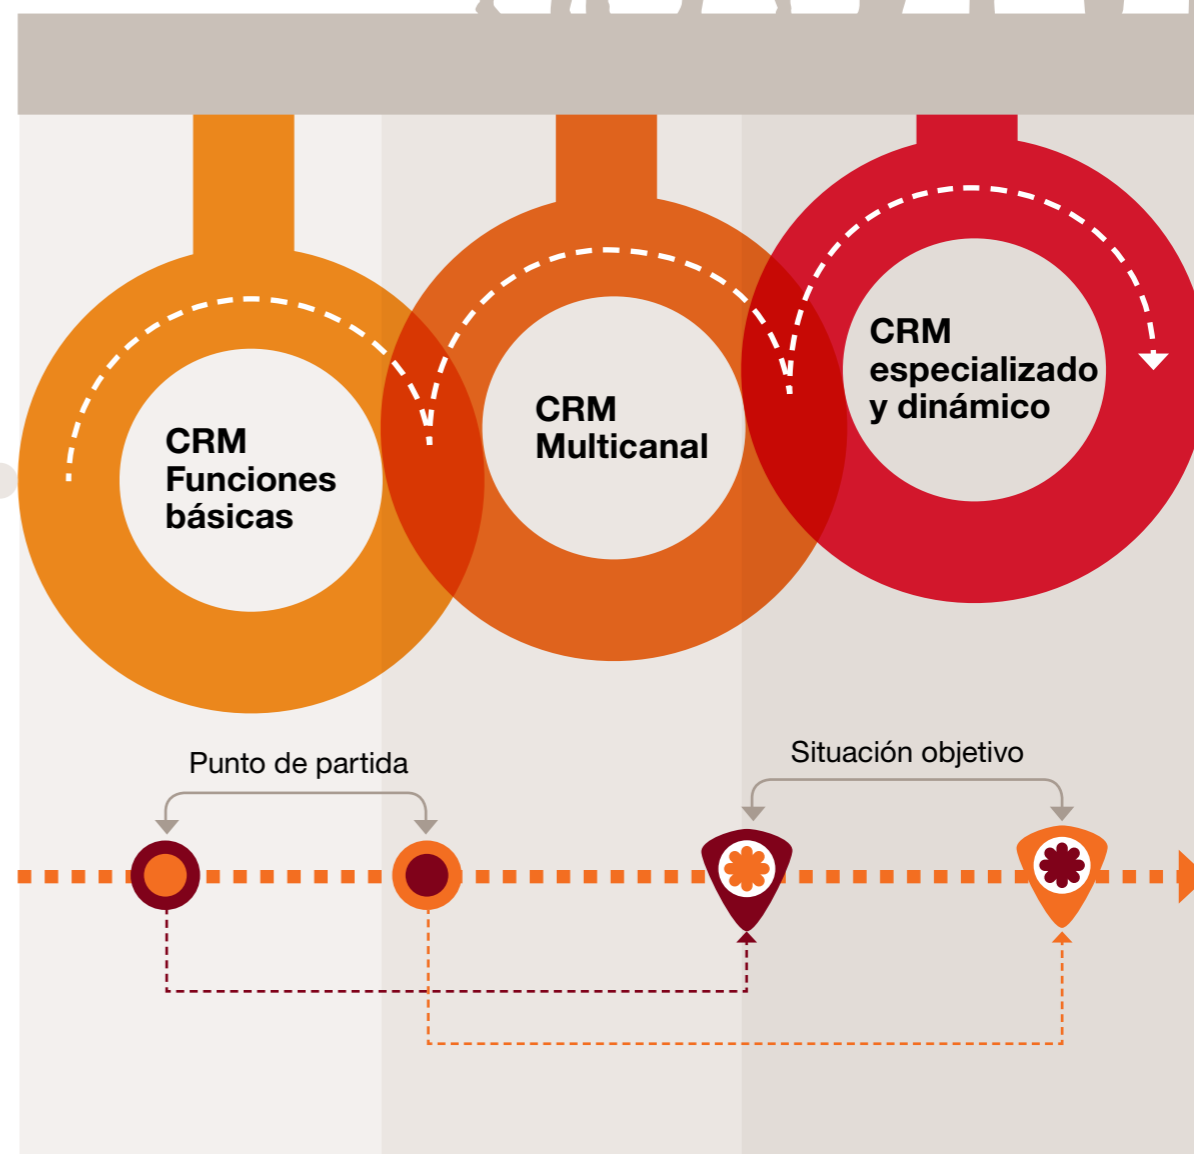 CRM
Funciones
básicas
CRM
Multicanal
CRM
especializado
y dinámico
Punto de partida
Situación objetivo